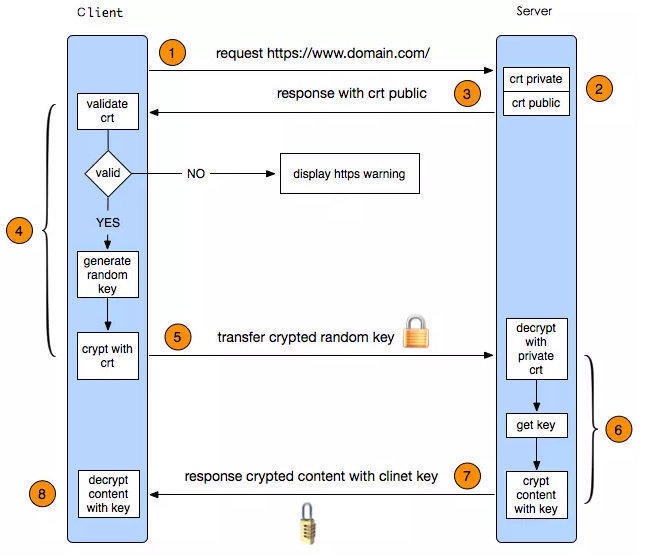 Client
Server
1
request https://www.domain.com/
crt private
2
3
response with crt public
crt public
validate
crt
valid
NO
display https warning
4
YES
generate
random
key
5
transfer crypted random key
decrypt
with
private
crt
crypt with
crt
get key
6
7
response crypted content with clinet key
8
decrypt
content
with key
crypt
content
with key